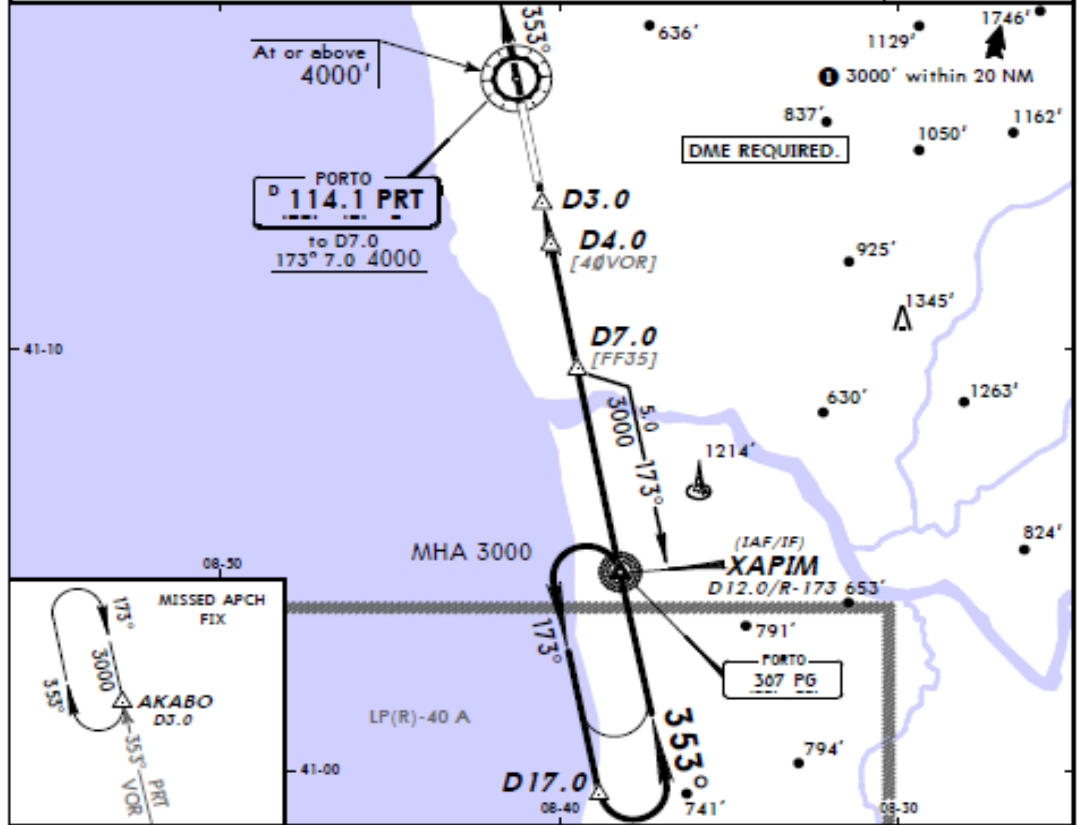 353°
636'
1129'
1746'
At or above
4000'
1 3000' within 20 NM
837'
1162'
1050'
DME REQUIRED.
PORTO
D 114.1 PRT
to D7.0
173° 7.0 4000
D3.0
D4.0
[40VOR]
925'
1345'
D7.0
[FF35]
41-10
630'
1263'
5.0
3000
173°
1214'
MHA 3000
(IAF/IF)
XAPIM
D12.0/R-173
653'
824'
08-50
MISSED APCH
FIX
173°
3000
353°
AKABO
D3.0
353°
PRT
VOR
173°
791'
PORTO
367 PG
LP(R)-40 A
353°
794'
41-00
D17.0
08-40
741'
08-30